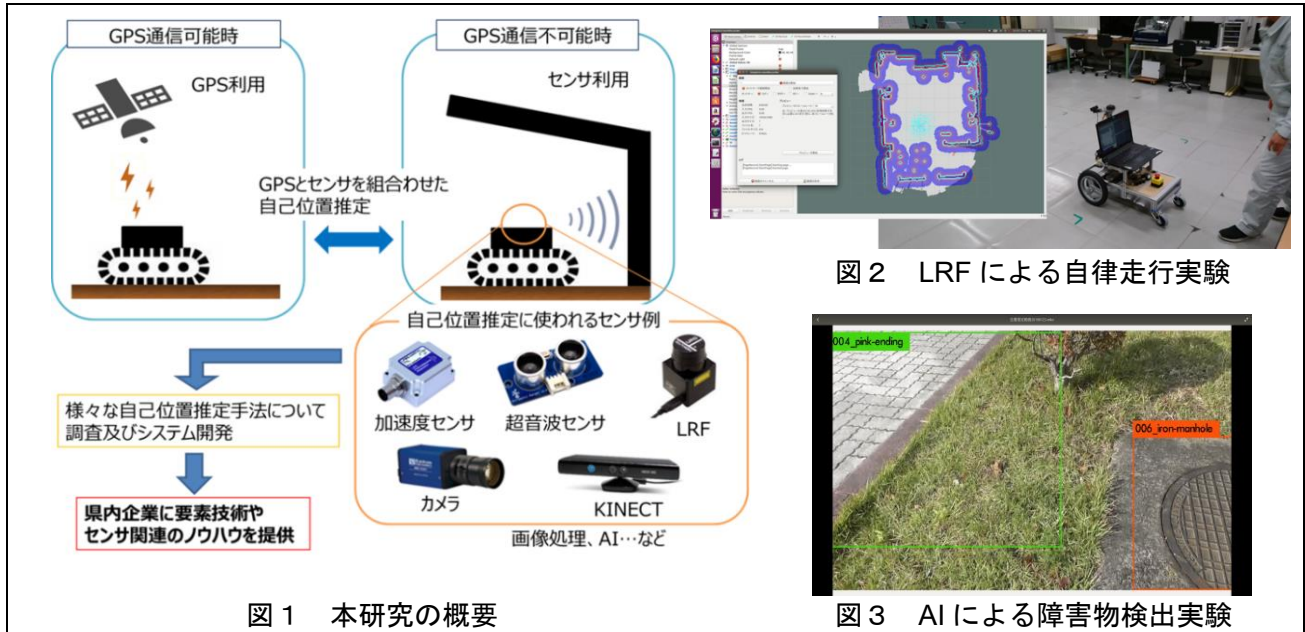 GPS通信可能時
GPS利用
GPS通信不可能時
センサ利用
GPSとセンサを組合わせた
自己位置推定
自己位置推定に使われるセンサ例
加速度センサ
超音波センサ
LRF
カメラ
KINECT
画像処理、AI…など
様々な自己位置推定手法について
調査及びシステム開発
県内企業に要素技術や
センサ関連のノウハウを提供
図1 本研究の概要
図2 LRFによる自律走行実験
004_pink-ending
006_iron-manhole
図3 AIによる障害物検出実験